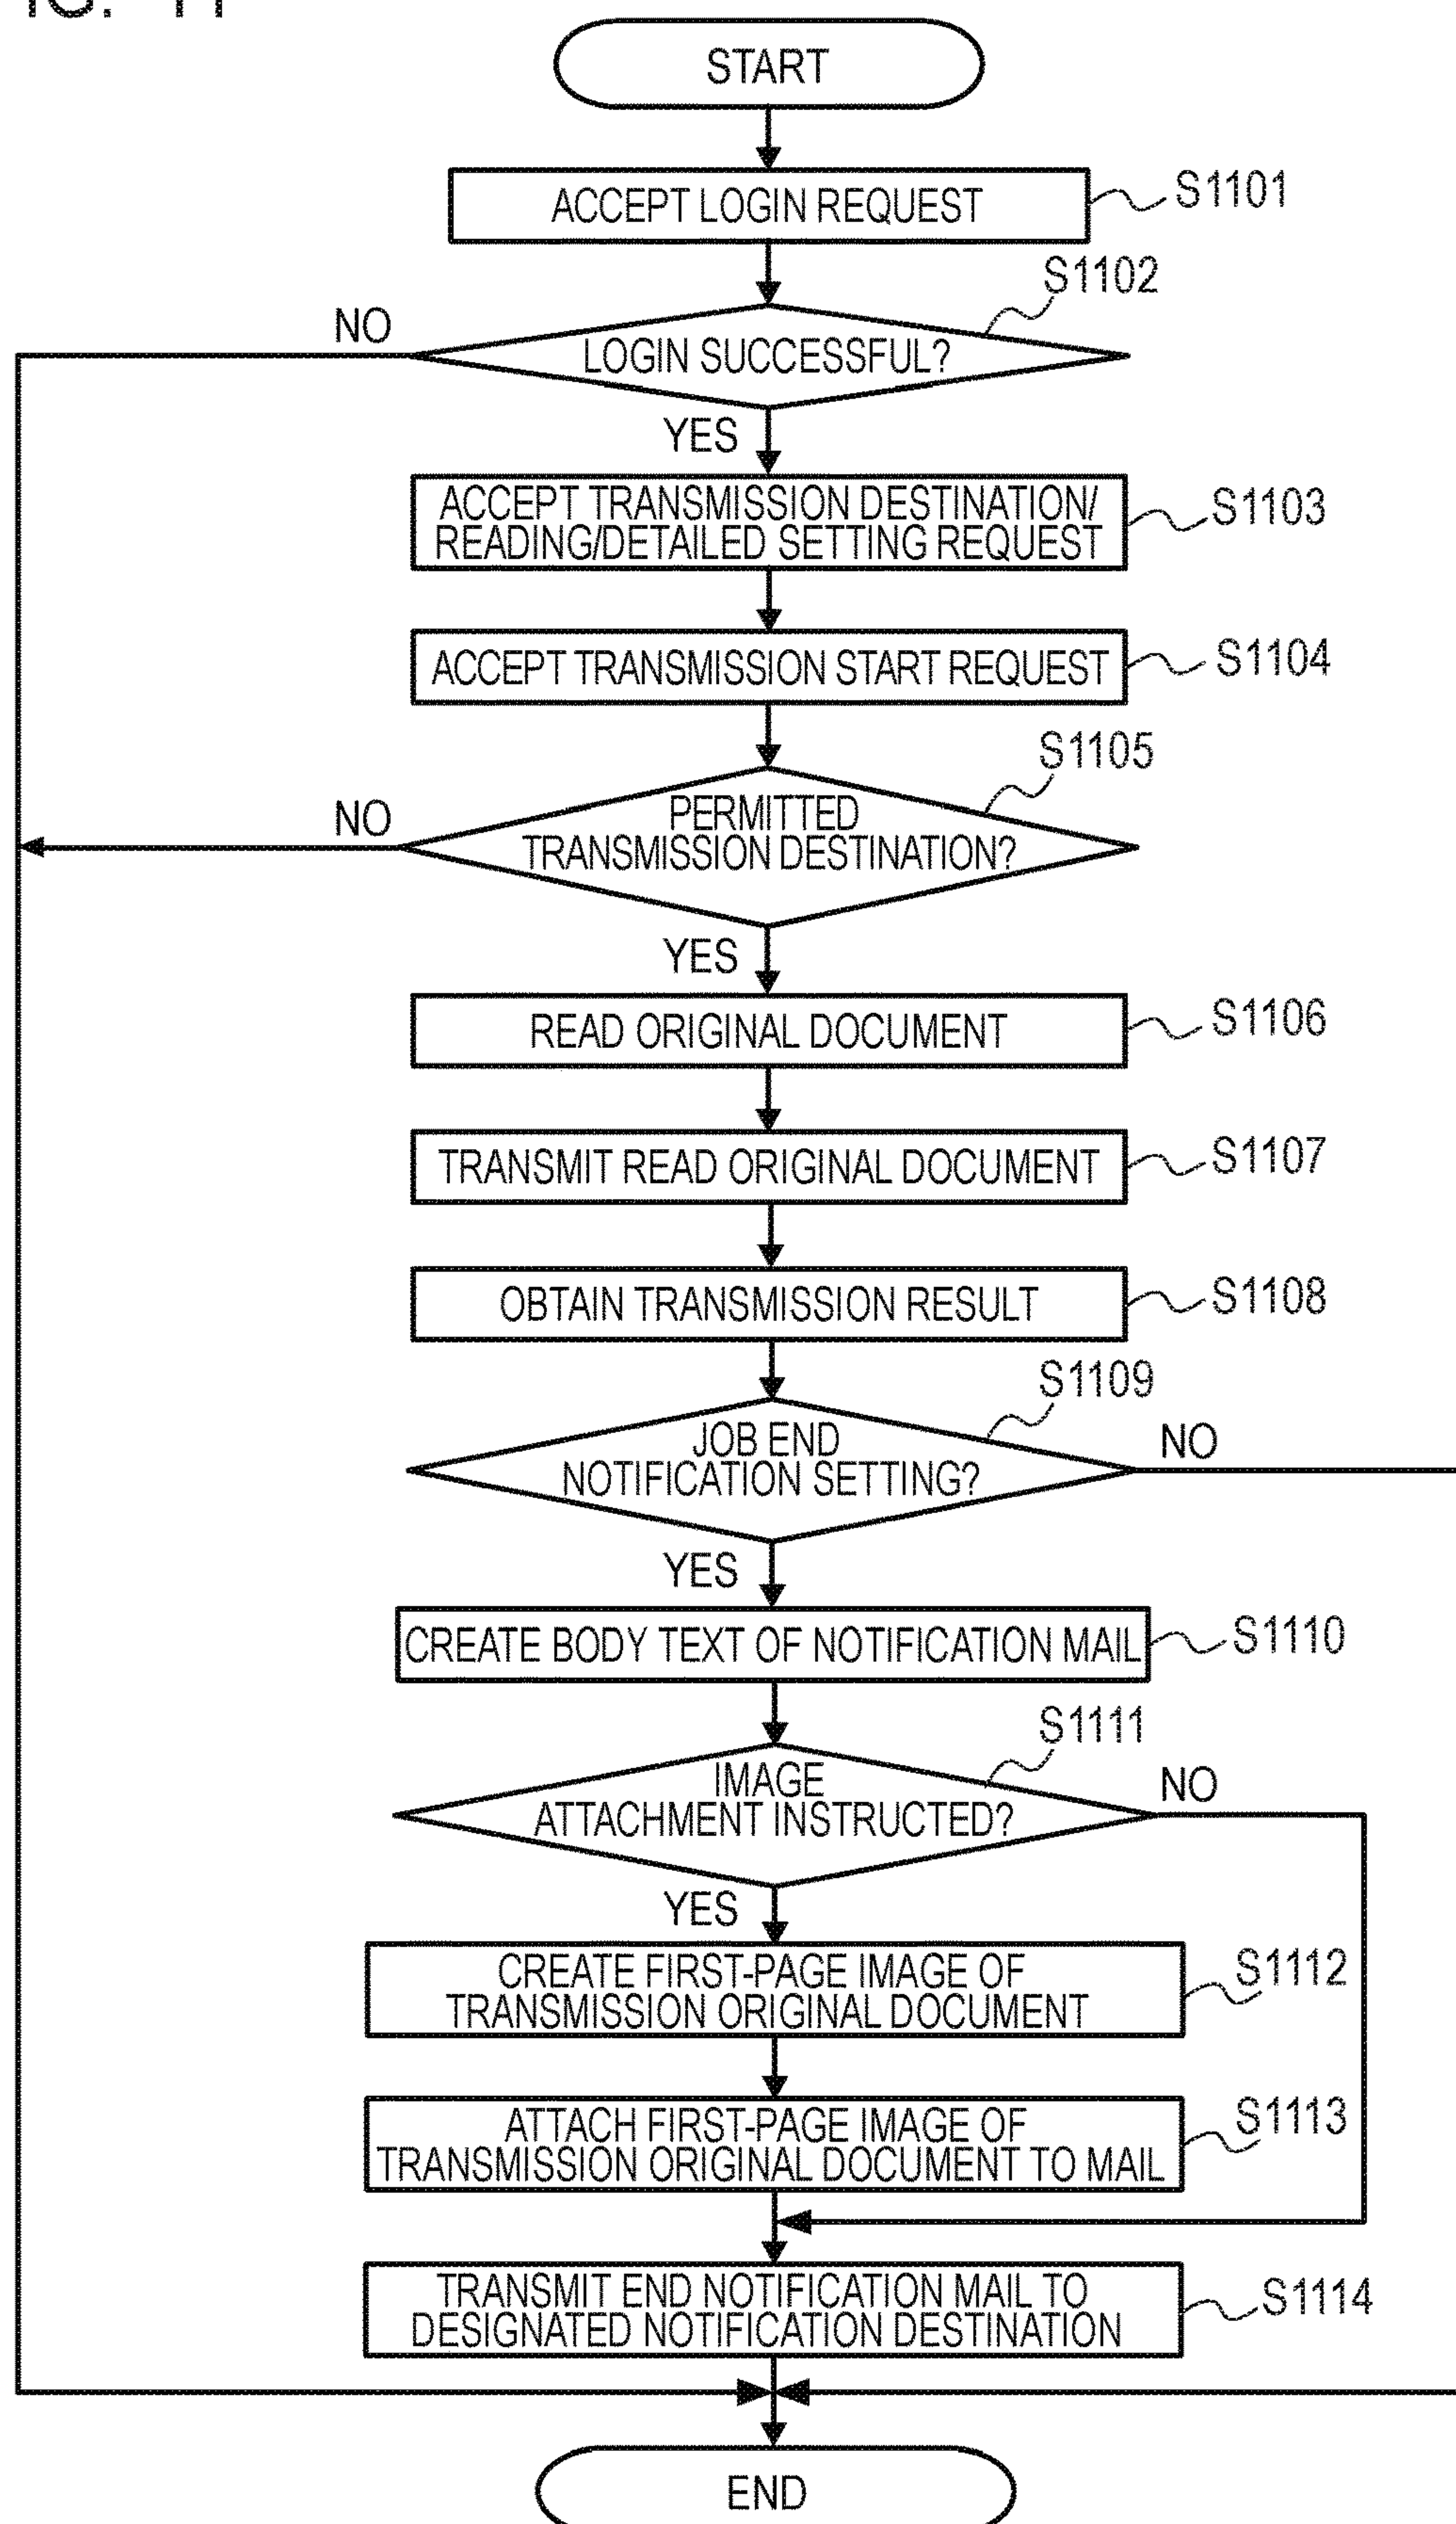 IG. 11
START
ACCEPT LOGIN REQUEST
S1101
S1102
NO
LOGIN SUCCESSFUL?
YES
ACCEPT TRANSMISSION DESTINATION/
READING/DETAILED SETTING REQUEST
S1103
ACCEPT TRANSMISSION START REQUEST
S1104
S1105
NO
PERMITTED
TRANSMISSION DESTINATION?
YES
READ ORIGINAL DOCUMENT
S1106
TRANSMIT READ ORIGINAL DOCUMENT
S1107
OBTAIN TRANSMISSION RESULT
S1108
S1109
JOB END
NOTIFICATION SETTING?
NO
YES
CREATE BODY TEXT OF NOTIFICATION MAIL
S1110
S1111
IMAGE
ATTACHMENT INSTRUCTED?
NO
YES
CREATE FIRST-PAGE IMAGE OF
TRANSMISSION ORIGINAL DOCUMENT
S1112
ATTACH FIRST-PAGE IMAGE OF
TRANSMISSION ORIGINAL DOCUMENT TO MAIL
S1113
TRANSMIT END NOTIFICATION MAIL TO
DESIGNATED NOTIFICATION DESTINATION
S1114
END